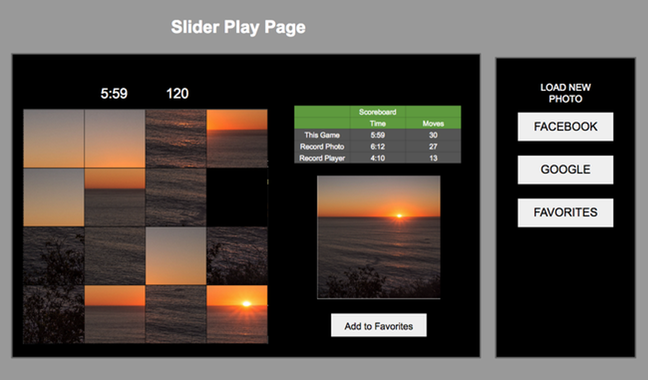 Slider Play Page
5:59 120
Scoreboard
Time Moves
This Game 5:59 30
Record Photo 6:12 27
Record Player 4:10 13
Add to Favorites
LOAD NEW
PHOTO
FACEBOOK
GOOGLE
FAVORITES